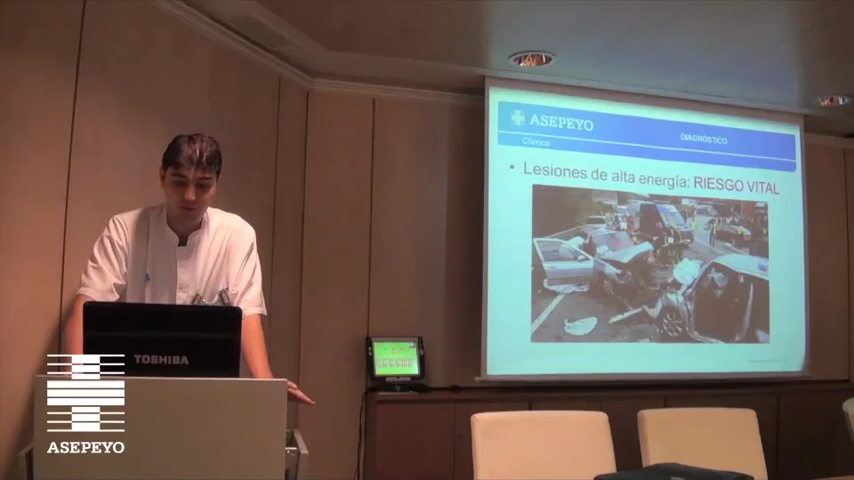 ASEPEYO
Clínica
DIAGNÓSTICO
• Lesiones de alta energía: RIESGO VITAL
TOSHIBA
ASEPEYO